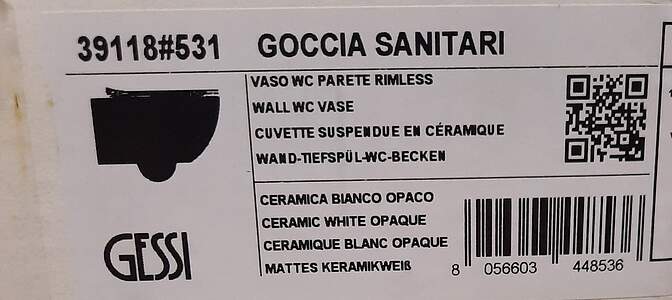 39118#531 GOCCIA SANITARI
VASO WC PARETE RIMLESS
WALL WC VASE
CUVETTE SUSPENDUE EN CÉRAMIQUE
WAND-TIEFSPÜL-WC-BECKEN
CERAMICA BIANCO OPACO
CERAMIC WHITE OPAQUE
CERAMIQUE BLANC OPAQUE
MATTES KERAMIKWEIß
GESSI
8 056603 448536